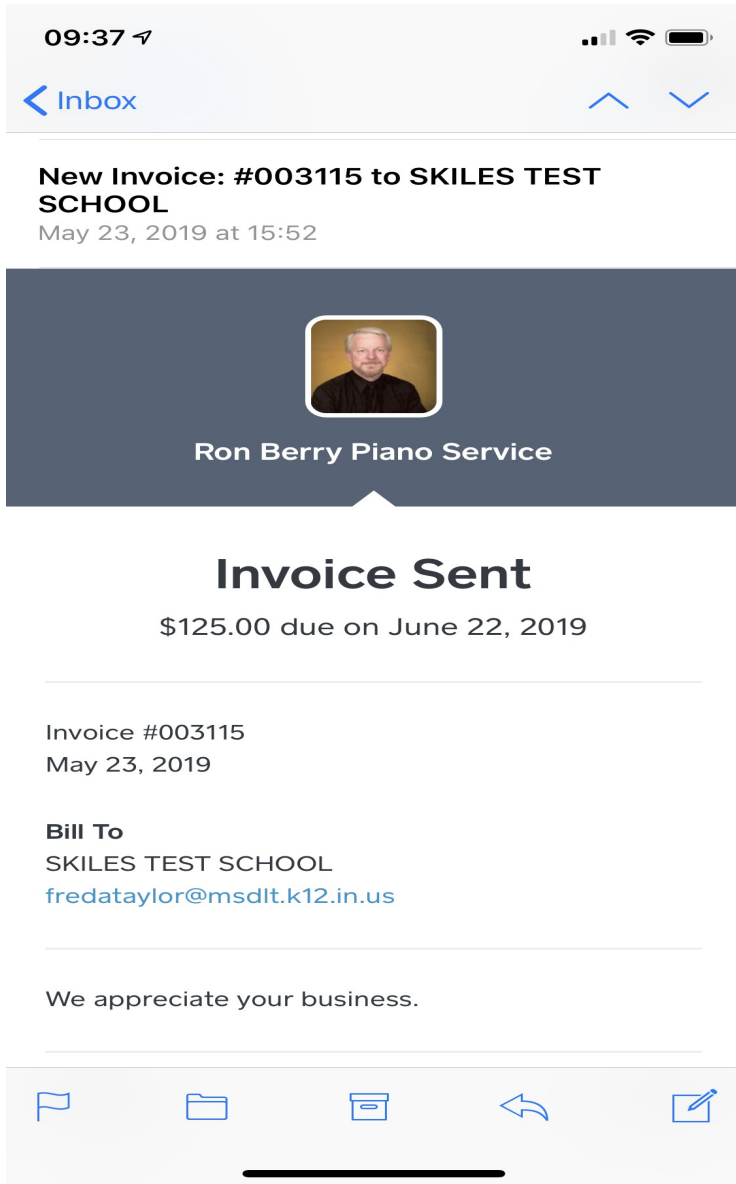 09:37
Inbox
New Invoice: #003115 to SKILES TEST
SCHOOL
May 23, 2019 at 15:52
Ron Berry Piano Service
Invoice Sent
$125.00 due on June 22, 2019
Invoice #003115
May 23, 2019
Bill To
SKILES TEST SCHOOL
fredataylor@msdlt.k12.in.us
We appreciate your business.